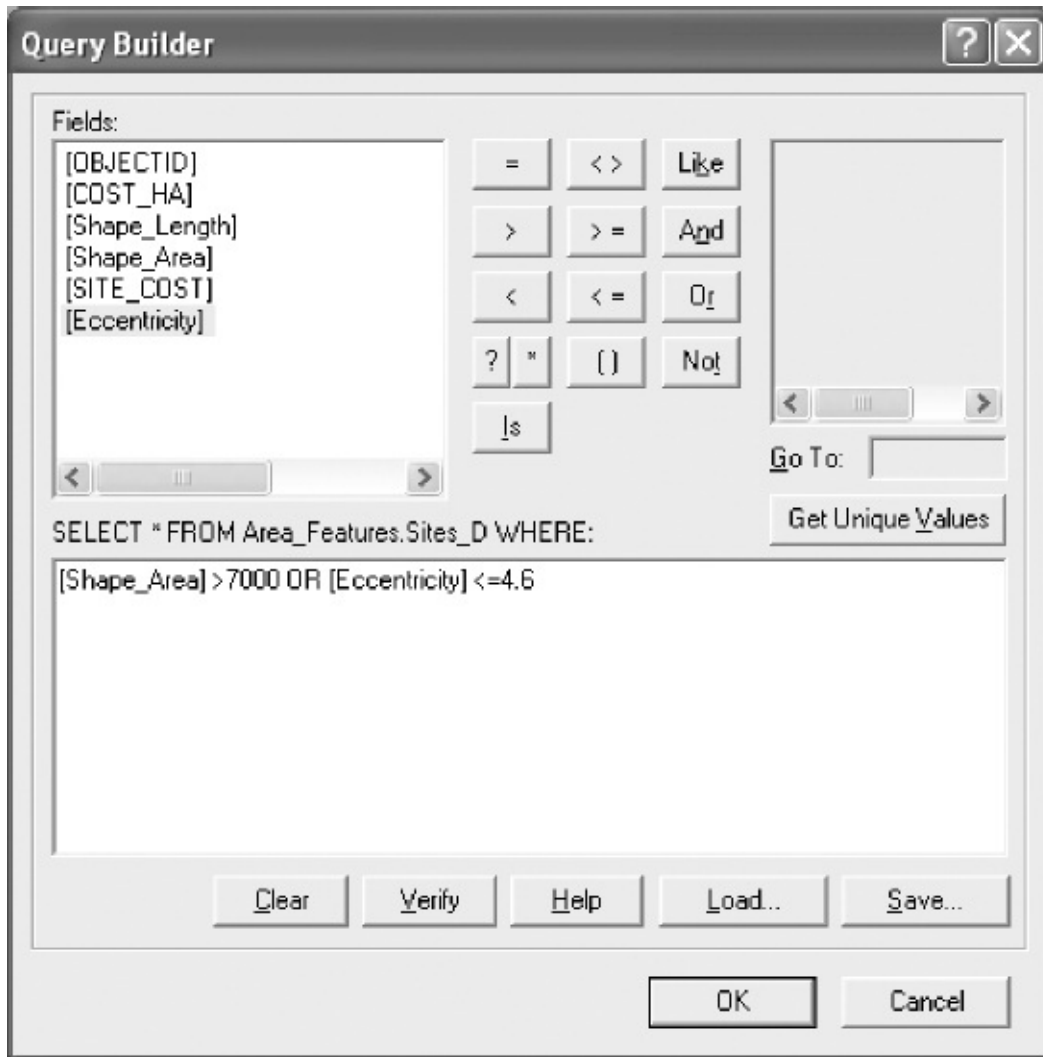 Query Builder
Fields:
[OBJECTID]
[COST_HA]
[Shape_Length]
[Shape_Area]
[SITE_COST]
[Eccentricity]
= < > Like
> > = And
< < = Or
? * ( ) Not
Is
Go To:
Get Unique Values
SELECT * FROM Area_Features.Sites_D WHERE:
[Shape_Area] >7000 OR [Eccentricity] <=4.6
Clear Verify Help Load... Save...
OK Cancel